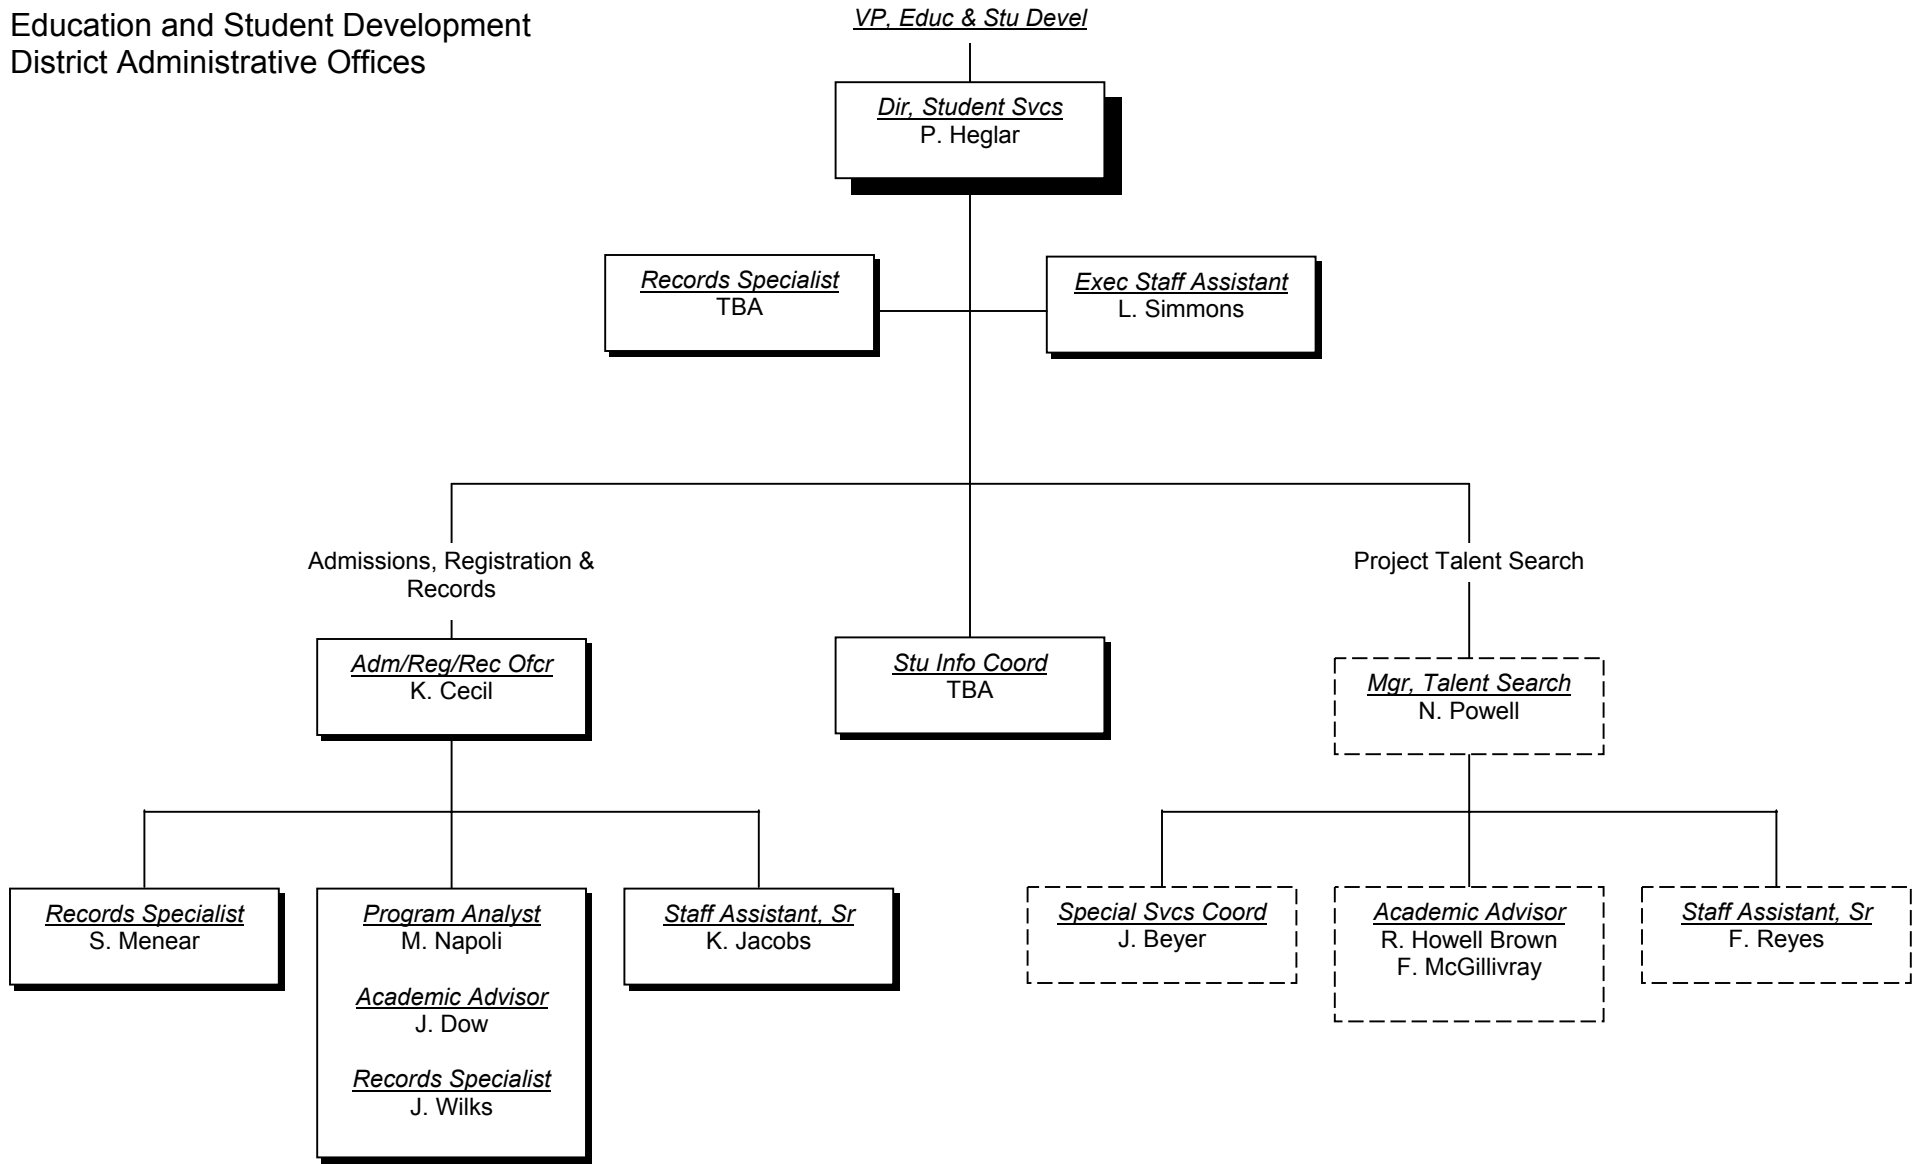 Education and Student Development
District Administrative Offices
VP, Educ & Stu Devel
Dir, Student Svcs
P. Heglar
Records Specialist
TBA
Exec Staff Assistant
L. Simmons
Admissions, Registration &
Records
Project Talent Search
Adm/Reg/Rec Ofcr
K. Cecil
Stu Info Coord
TBA
Mgr, Talent Search
N. Powell
Records Specialist
S. Menear
Program Analyst
M. Napoli
Academic Advisor
J. Dow
Records Specialist
J. Wilks
Staff Assistant, Sr
K. Jacobs
Special Svcs Coord
J. Beyer
Academic Advisor
R. Howell Brown
F. McGillivray
Staff Assistant, Sr
F. Reyes